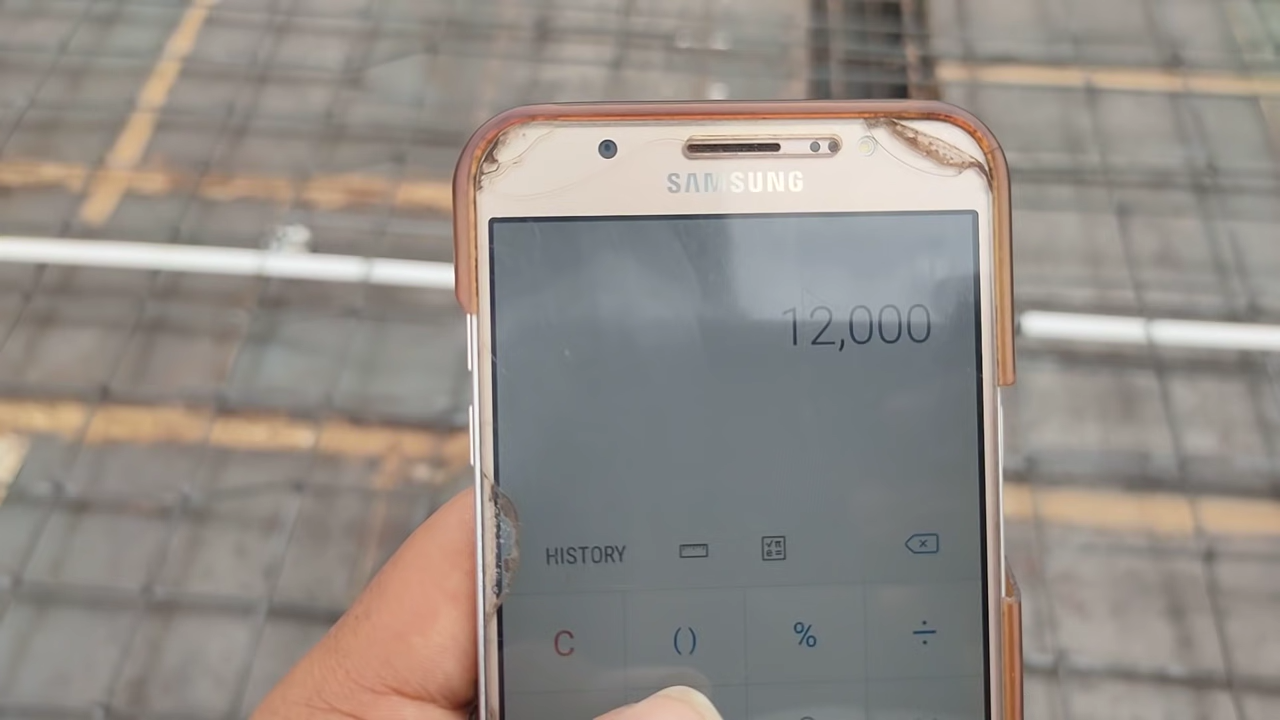 SAMSUNG
12,000
HISTORY
C () % ÷